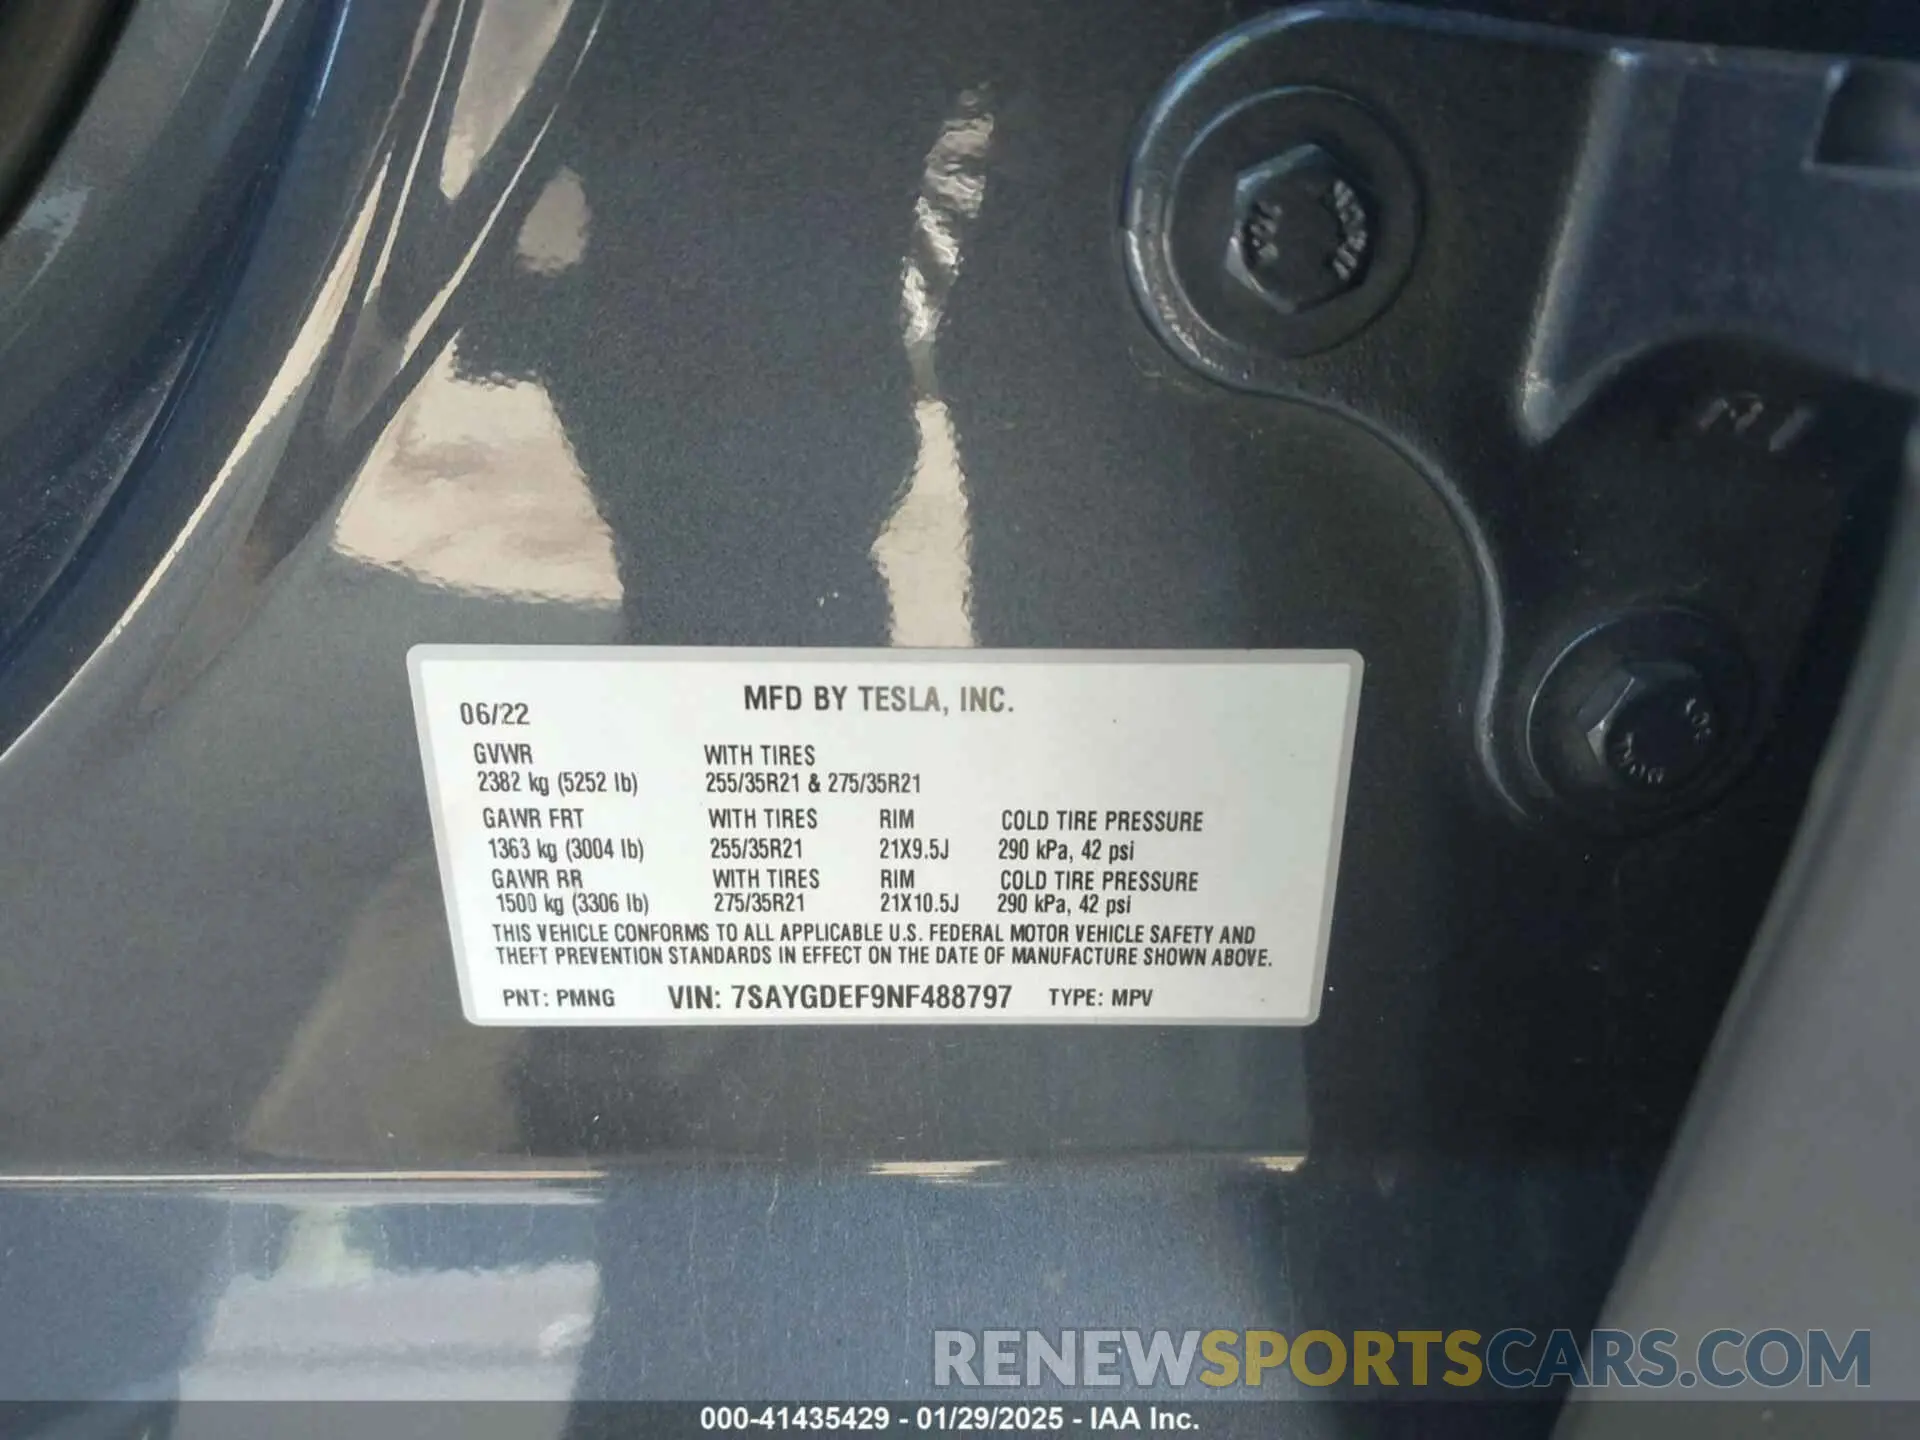 06/22 MFD BY TESLA, INC.
GVWR WITH TIRES
2382 kg (5252 lb) 255/35R21 & 275/35R21
GAWR FRT WITH TIRES RIM COLD TIRE PRESSURE
1363 kg (3004 lb) 255/35R21 21X9.5J 290 kPa, 42 psi
GAWR RR WITH TIRES RIM COLD TIRE PRESSURE
1500 kg (3306 lb) 275/35R21 21X10.5J 290 kPa, 42 psi
THIS VEHICLE CONFORMS TO ALL APPLICABLE U.S. FEDERAL MOTOR VEHICLE SAFETY AND
THEFT PREVENTION STANDARDS IN EFFECT ON THE DATE OF MANUFACTURE SHOWN ABOVE.
PNT: PMNG VIN: 7SAYGDEF9NF488797 TYPE: MPV
RENEWSPORTSCARS.COM
000-41435429 - 01/29/2025 - IAA Inc.